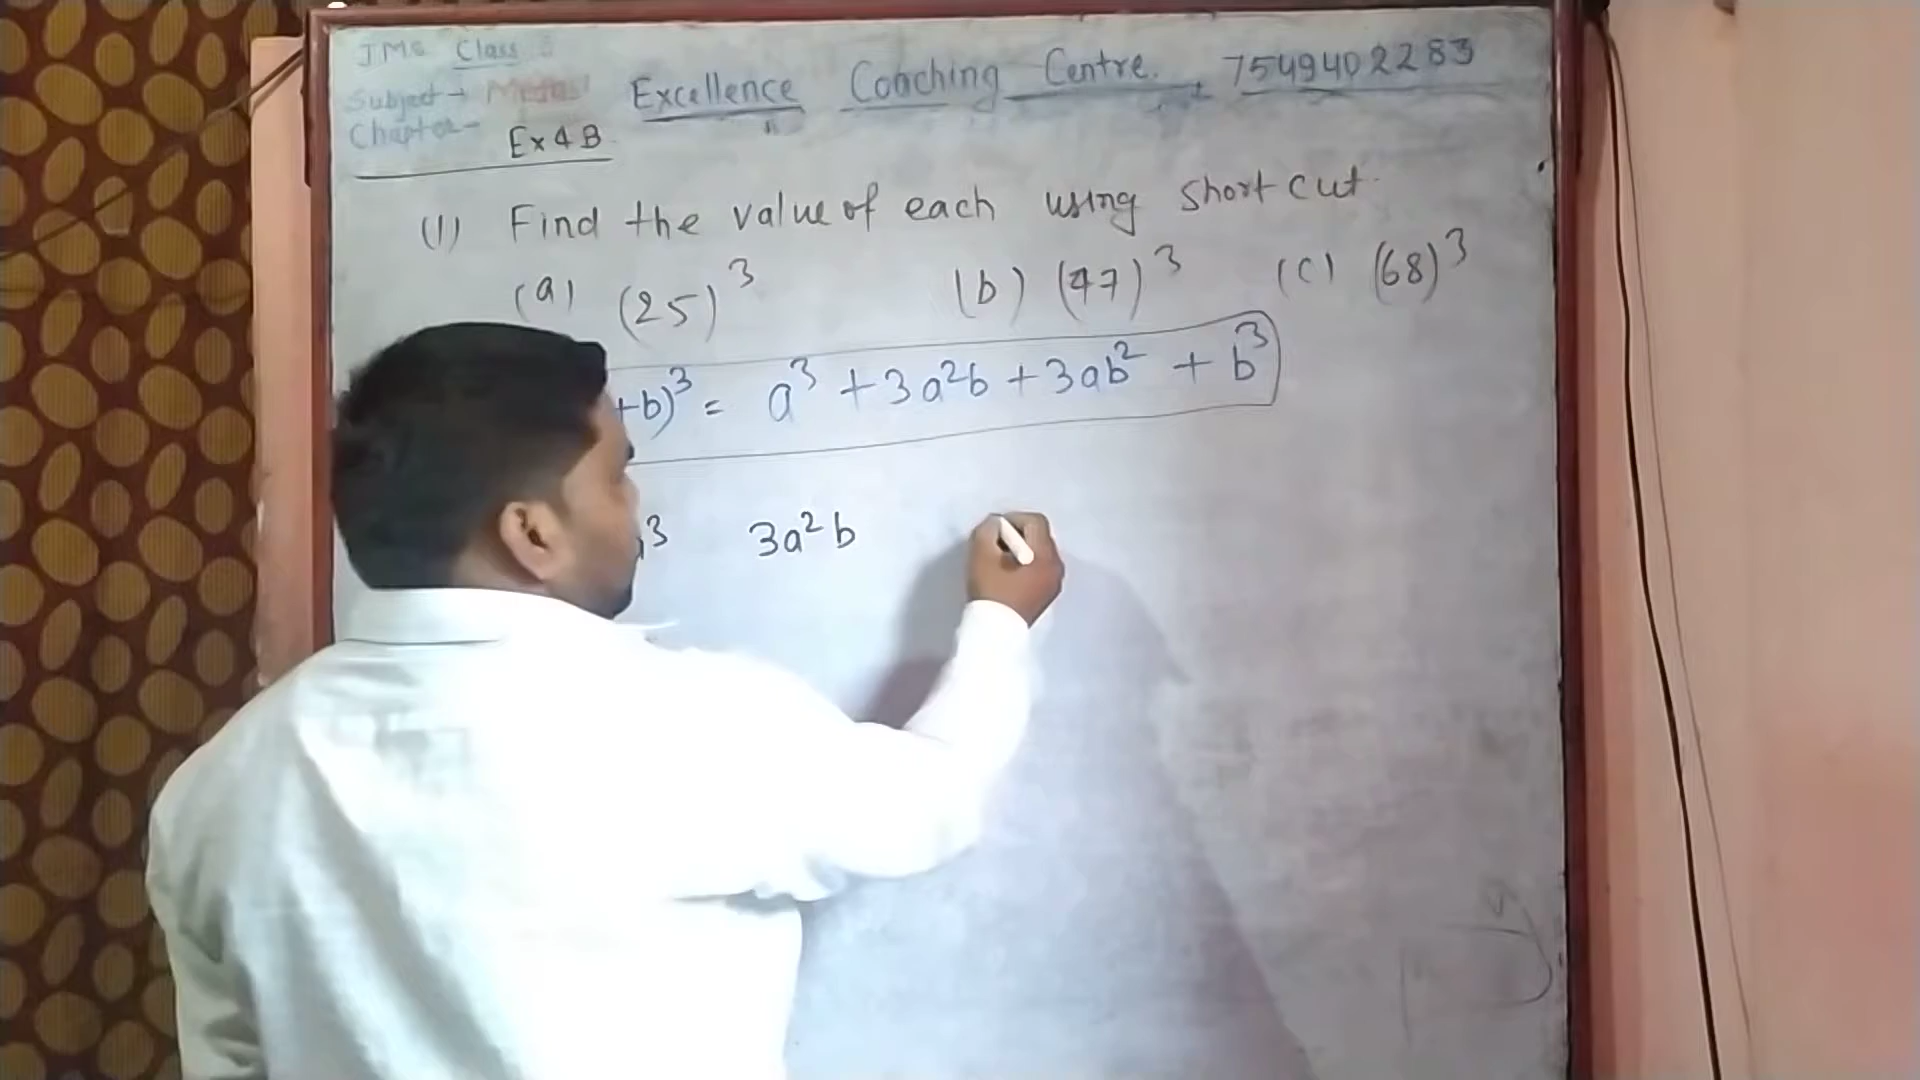 JMS Class
Subject → Maths
Excellence Coaching Centre. 7549402283
Chapter-
Ex 4 B
(1) Find the value of each using short cut
(a) (25)³ (b) (47)³ (c) (68)³
+b)³ = a³ + 3a²b + 3ab² + b³
³ 3a²b